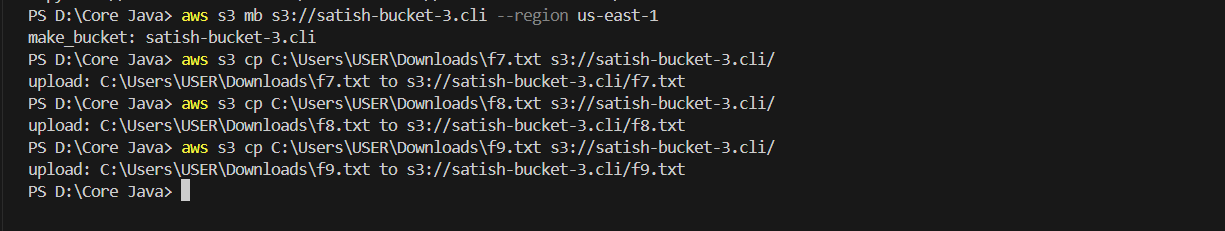 PS D:\Core Java> aws s3 mb s3://satish-bucket-3.cli --region us-east-1
make_bucket: satish-bucket-3.cli
PS D:\Core Java> aws s3 cp C:\Users\USER\Downloads\f7.txt s3://satish-bucket-3.cli/
upload: C:\Users\USER\Downloads\f7.txt to s3://satish-bucket-3.cli/f7.txt
PS D:\Core Java> aws s3 cp C:\Users\USER\Downloads\f8.txt s3://satish-bucket-3.cli/
upload: C:\Users\USER\Downloads\f8.txt to s3://satish-bucket-3.cli/f8.txt
PS D:\Core Java> aws s3 cp C:\Users\USER\Downloads\f9.txt s3://satish-bucket-3.cli/
upload: C:\Users\USER\Downloads\f9.txt to s3://satish-bucket-3.cli/f9.txt
PS D:\Core Java>